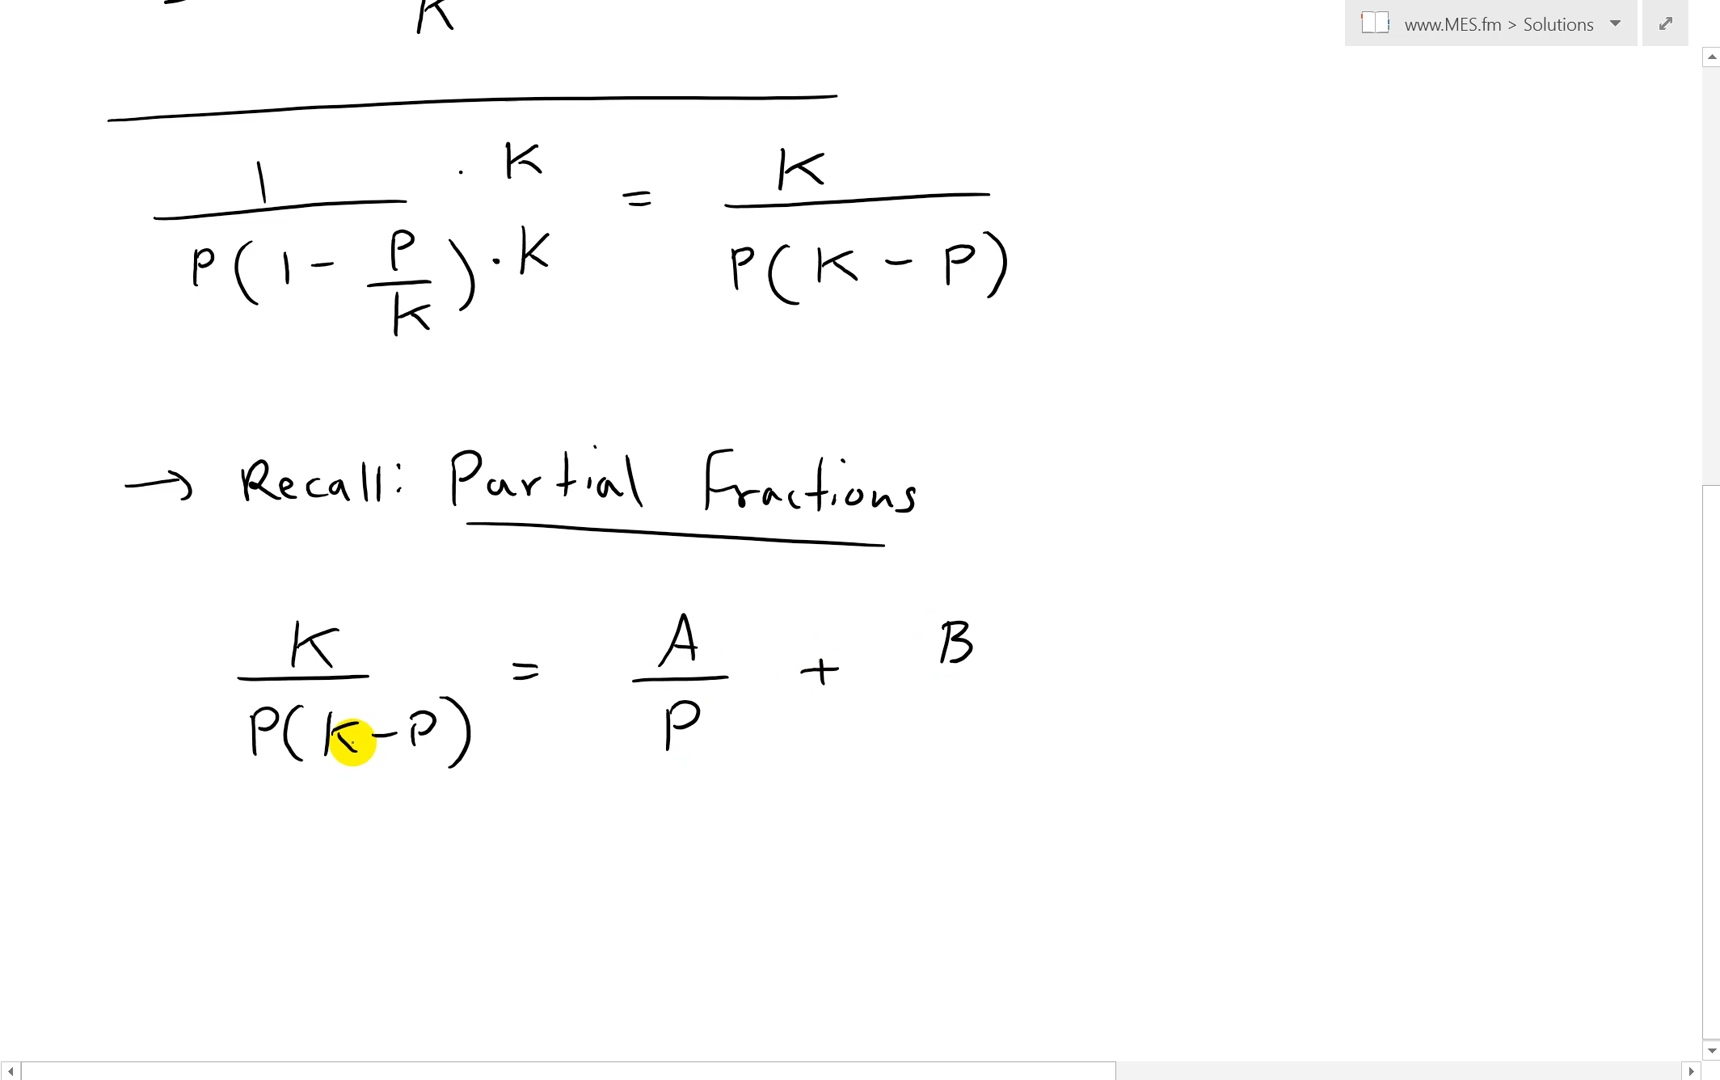 K
www.MES.fm > Solutions
1 / P(1 - P/K) · K / · K = K / P(K - P)
→ Recall: Partial Fractions
K / P(K-P) = A / P + B